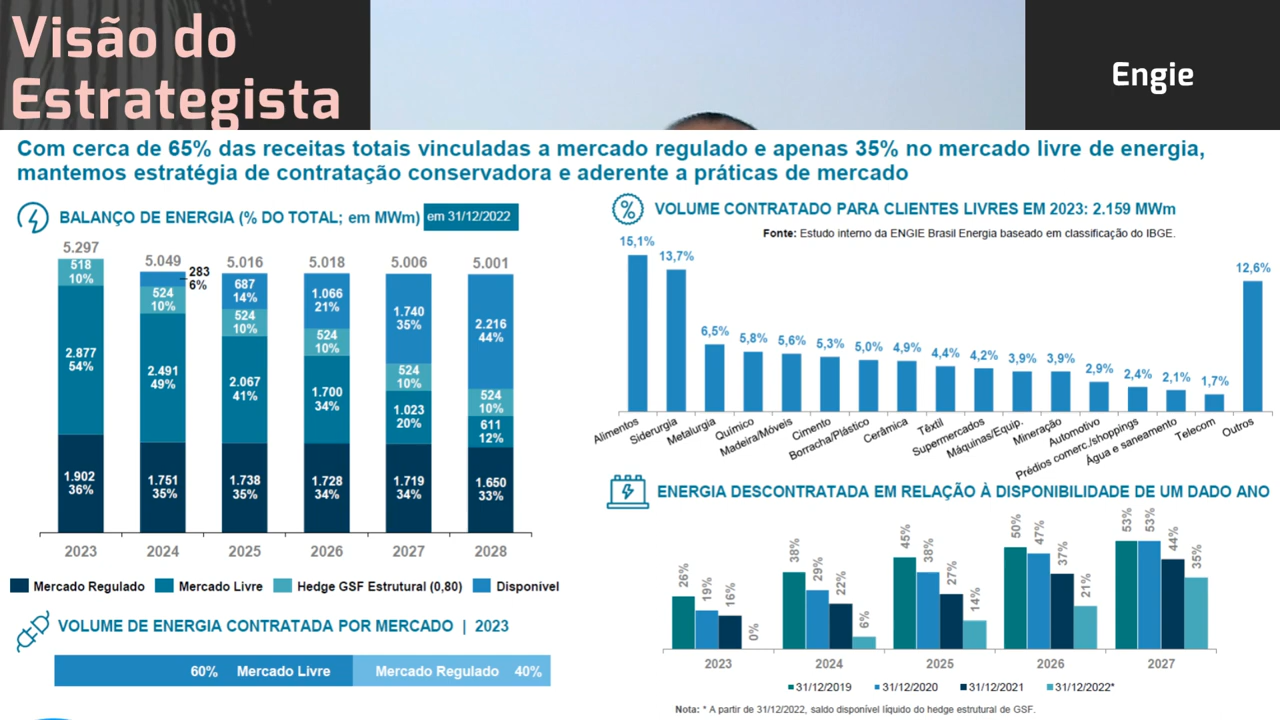 Visão do
Estrategista
Engie
Com cerca de 65% das receitas totais vinculadas a mercado regulado e apenas 35% no mercado livre de energia,
mantemos estratégia de contratação conservadora e aderente a práticas de mercado
BALANÇO DE ENERGIA (% DO TOTAL; em MWm) em 31/12/2022
5.297
518
10%
2.877
54%
1.902
36%
5.049
283
6%
524
10%
2.491
49%
1.751
35%
5.016
687
14%
524
10%
2.067
41%
1.738
35%
5.018
1.066
21%
524
10%
1.700
34%
1.728
34%
5.006
1.740
35%
524
10%
1.023
20%
1.719
34%
5.001
2.216
44%
524
10%
611
12%
1.650
33%
2023 2024 2025 2026 2027 2028
Mercado Regulado Mercado Livre Hedge GSF Estrutural (0,80) Disponivel
VOLUME DE ENERGIA CONTRATADA POR MERCADO | 2023
60% Mercado Livre Mercado Regulado 40%
VOLUME CONTRATADO PARA CLIENTES LIVRES EM 2023: 2.159 MWm
Fonte: Estudo interno da ENGIE Brasil Energia baseado em classificação do IBGE.
15,1% 13,7% 6,5% 5,8% 5,6% 5,3% 5,0% 4,9% 4,4% 4,2% 3,9% 3,9% 2,9% 2,4% 2,1% 1,7% 12,6%
Alimentos
Siderurgia
Metalurgia
Químico
Madeira/Móveis
Cimento
Borracha/Plástico
Cerâmica
Têxtil
Supermercados
Máquinas/Equip.
Mineração
Automotivo
Prédios comerc./shoppings
Água e saneamento
Telecom
Outros
ENERGIA DESCONTRATADA EM RELAÇÃO À DISPONIBILIDADE DE UM DADO ANO
26% 19% 16% 0%
38% 29% 22% 6%
45% 38% 27% 14%
50% 47% 37% 21%
53% 53% 44% 35%
2023 2024 2025 2026 2027
31/12/2019 31/12/2020 31/12/2021 31/12/2022*
Nota: * A partir de 31/12/2022, saldo disponível líquido do hedge estrutural de GSF.